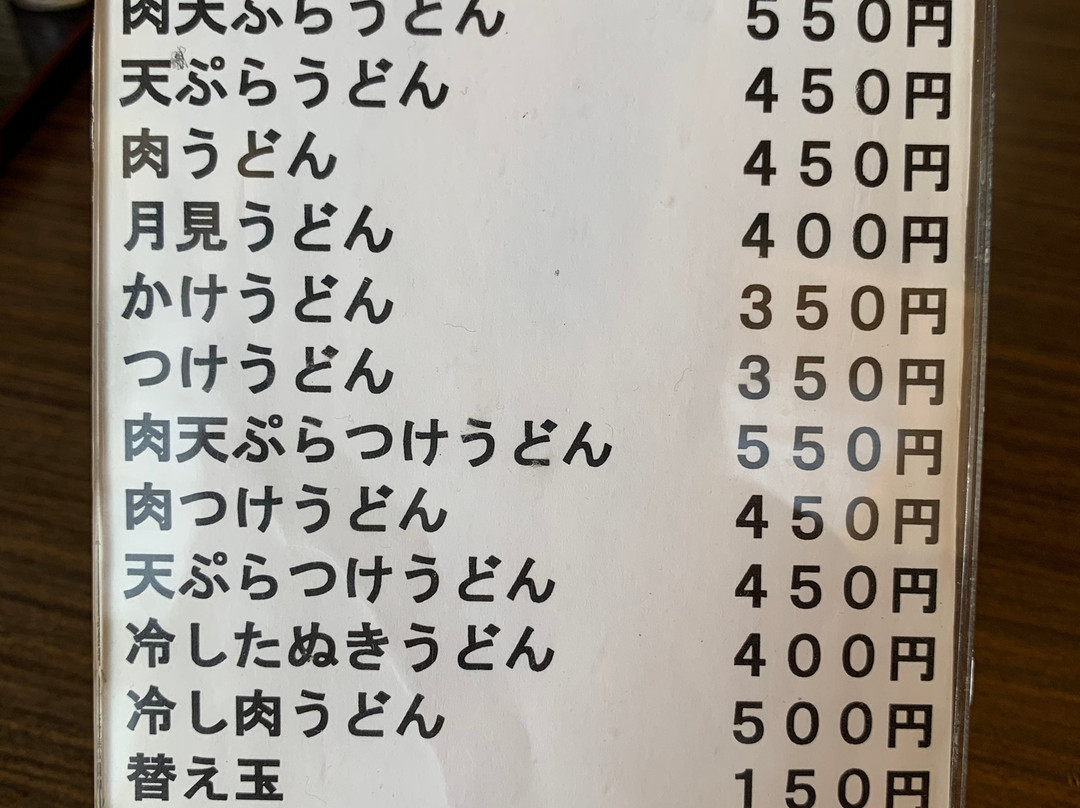 肉天ぷらうどん ５５０円
天ぷらうどん ４５０円
肉うどん ４５０円
月見うどん ４００円
かけうどん ３５０円
つけうどん ３５０円
肉天ぷらつけうどん ５５０円
肉つけうどん ４５０円
天ぷらつけうどん ４５０円
冷したぬきうどん ４００円
冷し肉うどん ５００円
替え玉 １５０円